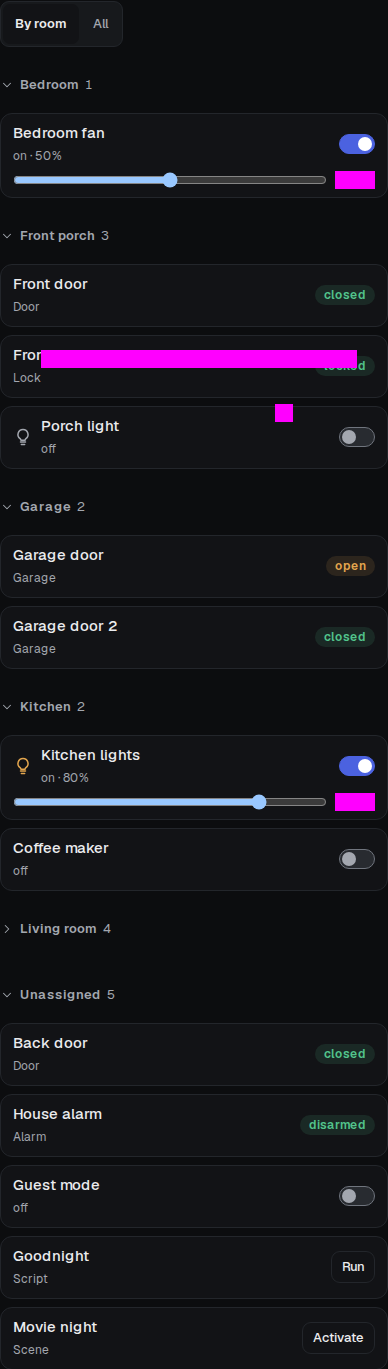 By room All
Bedroom 1
Bedroom fan
on · 50%
Front porch 3
Front door
closed
Door
Lock
Porch light
off
Garage 2
Garage door
open
Garage
Garage door 2
closed
Garage
Kitchen 2
Kitchen lights
on · 80%
Coffee maker
off
Living room 4
Unassigned 5
Back door
closed
Door
House alarm
disarmed
Alarm
Guest mode
off
Goodnight
Run
Script
Movie night
Activate
Scene